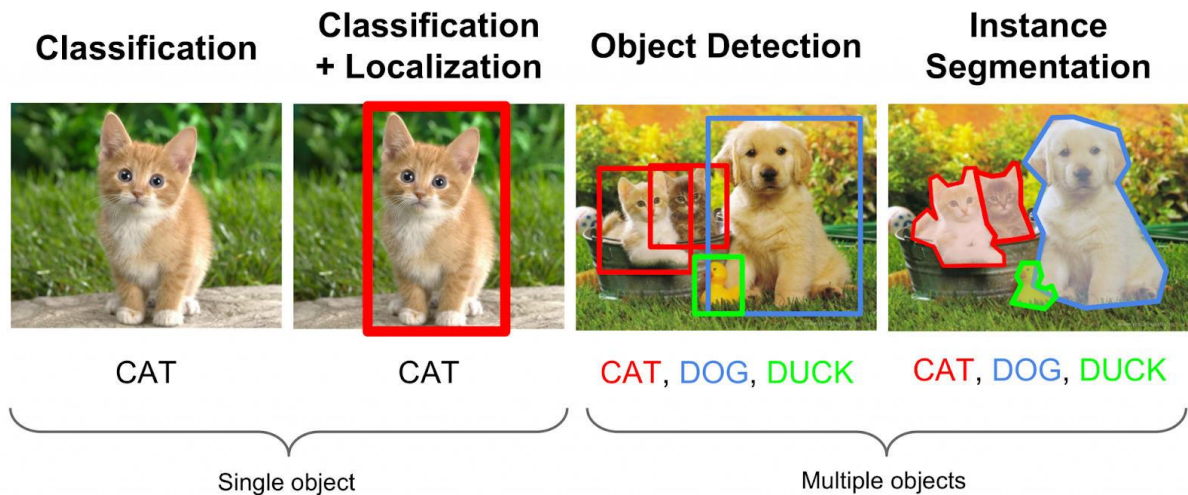 Classification
Classification
+ Localization
Object Detection
Instance
Segmentation
CAT
CAT
CAT, DOG, DUCK
CAT, DOG, DUCK
Single object
Multiple objects